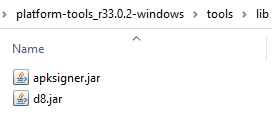 platform-tools_r33.0.2-windows > tools > lib
Name
apksigner.jar
d8.jar